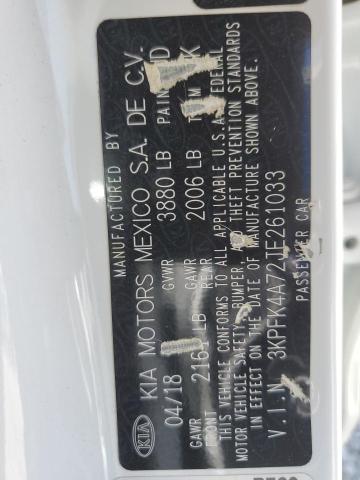 MANUFACTURED BY
KIA KIA MOTORS MEXICO S.A. DE C.V.
04/18 GVWR 3880 LB
GAWR FRONT 2161 LB GAWR REAR 2006 LB
THIS VEHICLE CONFORMS TO ALL APPLICABLE U.S.A. FEDERAL
MOTOR VEHICLE SAFETY, BUMPER, THEFT PREVENTION STANDARDS
IN EFFECT ON THE DATE OF MANUFACTURE SHOWN ABOVE.
V.I.N. 3KPFK4A72JE261033
PASSENGER CAR